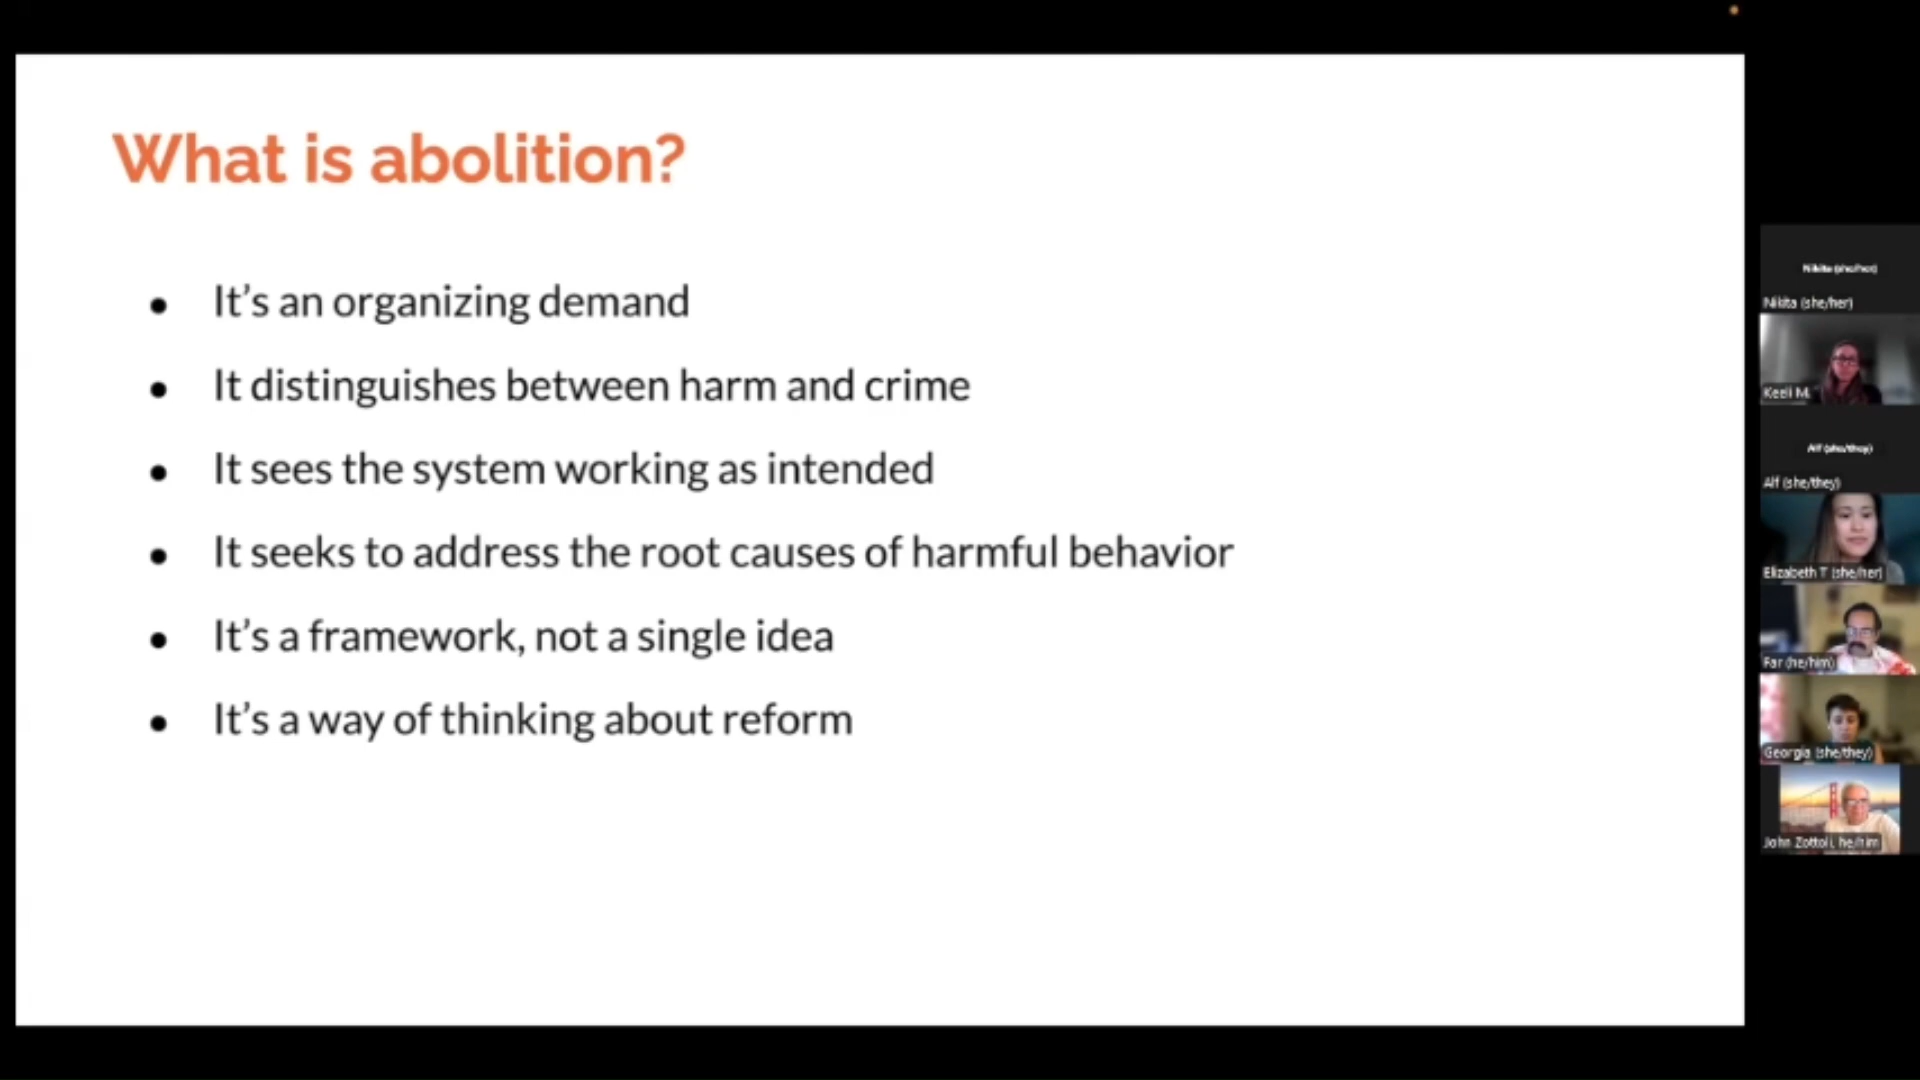 What is abolition?
● It's an organizing demand
● It distinguishes between harm and crime
● It sees the system working as intended
● It seeks to address the root causes of harmful behavior
● It's a framework, not a single idea
● It's a way of thinking about reform
Nikita (she/her)
Nikita (she/her)
Keeli M.
Alf (she/they)
Alf (she/they)
Elizabeth T (she/her)
Far (he/him)
Georgia (she/they)
John Zottoli, he/him